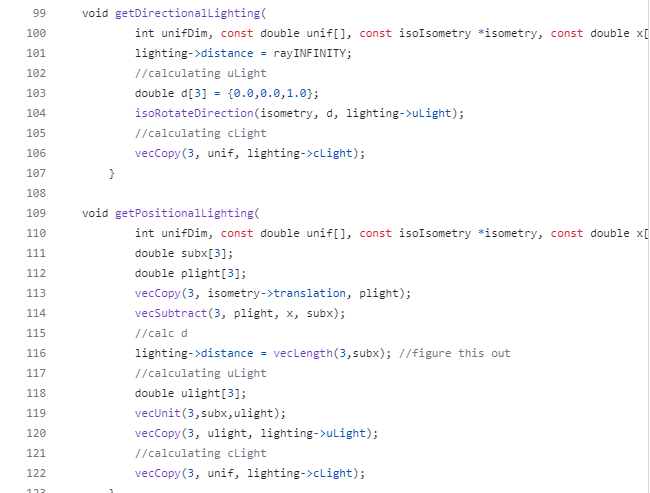 99 void getDirectionalLighting(
100 int unifDim, const double unif[], const isoIsometry *isometry, const double x[
101 lighting->distance = rayINFINITY;
102 //calculating uLight
103 double d[3] = {0.0,0.0,1.0};
104 isoRotateDirection(isometry, d, lighting->uLight);
105 //calculating cLight
106 vecCopy(3, unif, lighting->cLight);
107 }
108
109 void getPositionalLighting(
110 int unifDim, const double unif[], const isoIsometry *isometry, const double x[
111 double subx[3];
112 double plight[3];
113 vecCopy(3, isometry->translation, plight);
114 vecSubtract(3, plight, x, subx);
115 //calc d
116 lighting->distance = vecLength(3,subx); //figure this out
117 //calculating uLight
118 double ulight[3];
119 vecUnit(3,subx,ulight);
120 vecCopy(3, ulight, lighting->uLight);
121 //calculating cLight
122 vecCopy(3, unif, lighting->cLight);
123 }